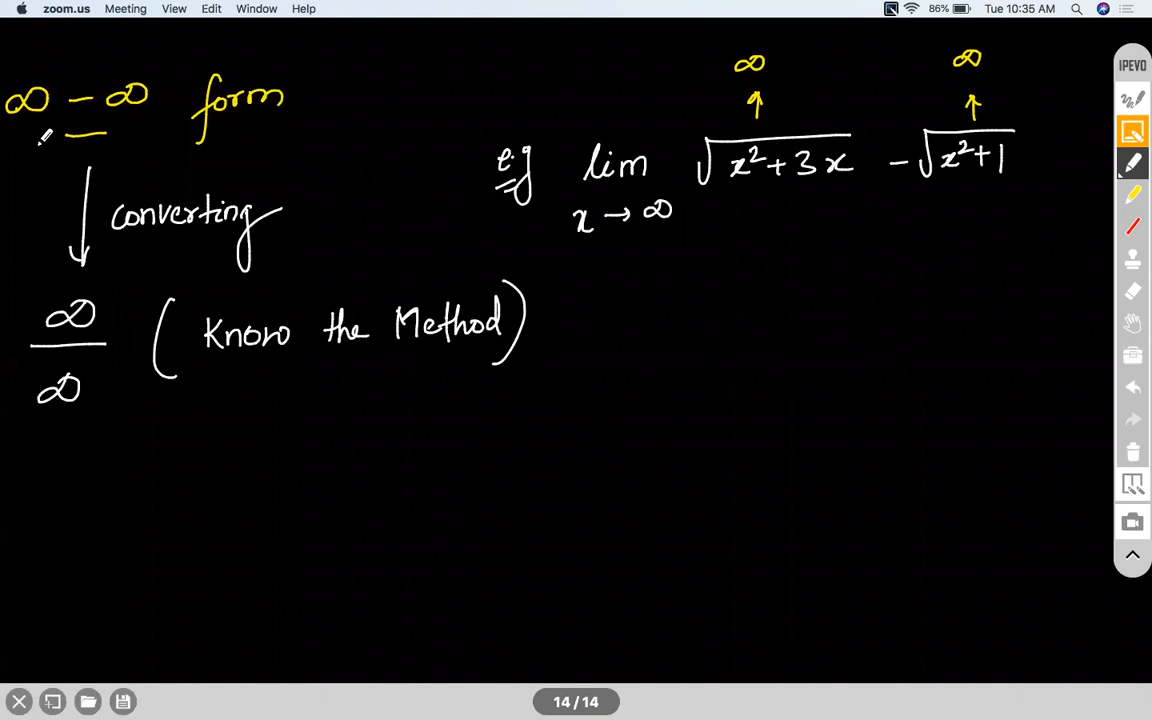 zoom.us Meeting View Edit Window Help 86% Tue 10:35 AM
∞ - ∞ form
converting
∞/∞ (Know the Method)
∞ ∞
↑ ↑
e.g lim √(x²+3x) - √(x²+1)
x → ∞
IPEVO
14 / 14